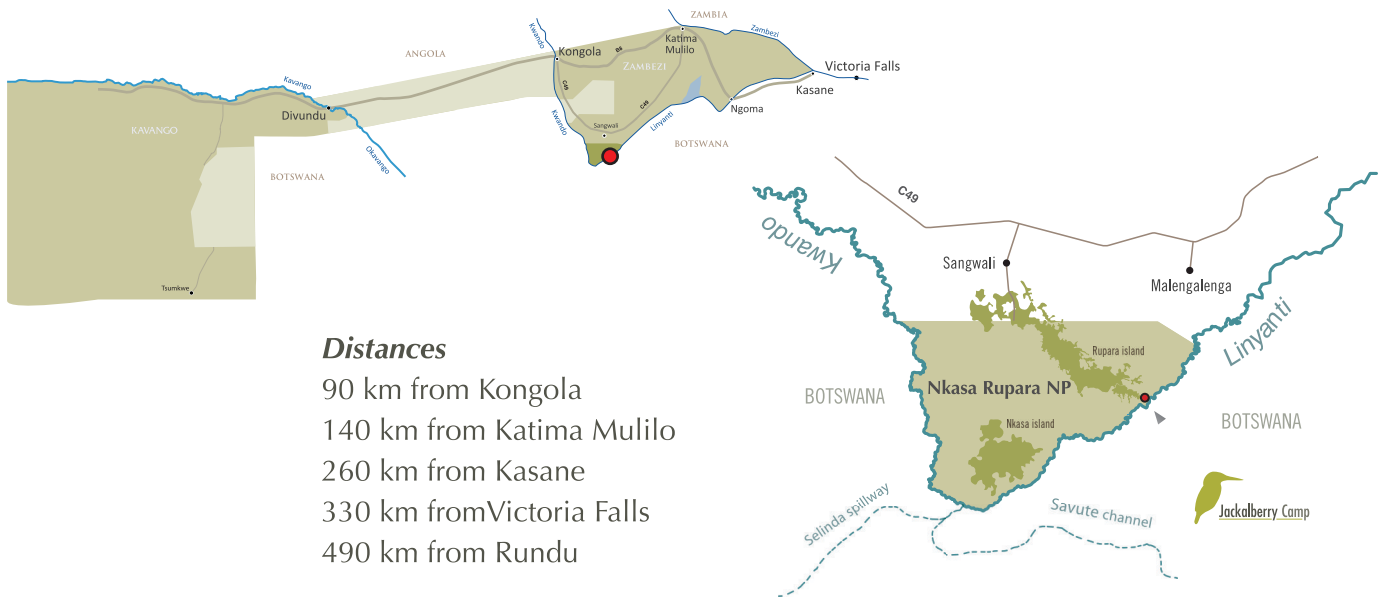 ZAMBIA
Kwando
Zambezi
Katima
Mulilo
ANGOLA
Kongola
B8
ZAMBEZI
Victoria Falls
Kasane
Kavango
C49
C49
Divundu
Ngoma
KAVANGO
Sangwali
Kwando
Linyanti
BOTSWANA
Okavango
BOTSWANA
Tsumkwe
C49
Kwando
Sangwali
Malengalenga
Linyanti
Rupara island
Nkasa Rupara NP
BOTSWANA
Nkasa island
BOTSWANA
Selinda spillway
Savute channel
Jackalberry Camp
Distances
90 km from Kongola
140 km from Katima Mulilo
260 km from Kasane
330 km fromVictoria Falls
490 km from Rundu